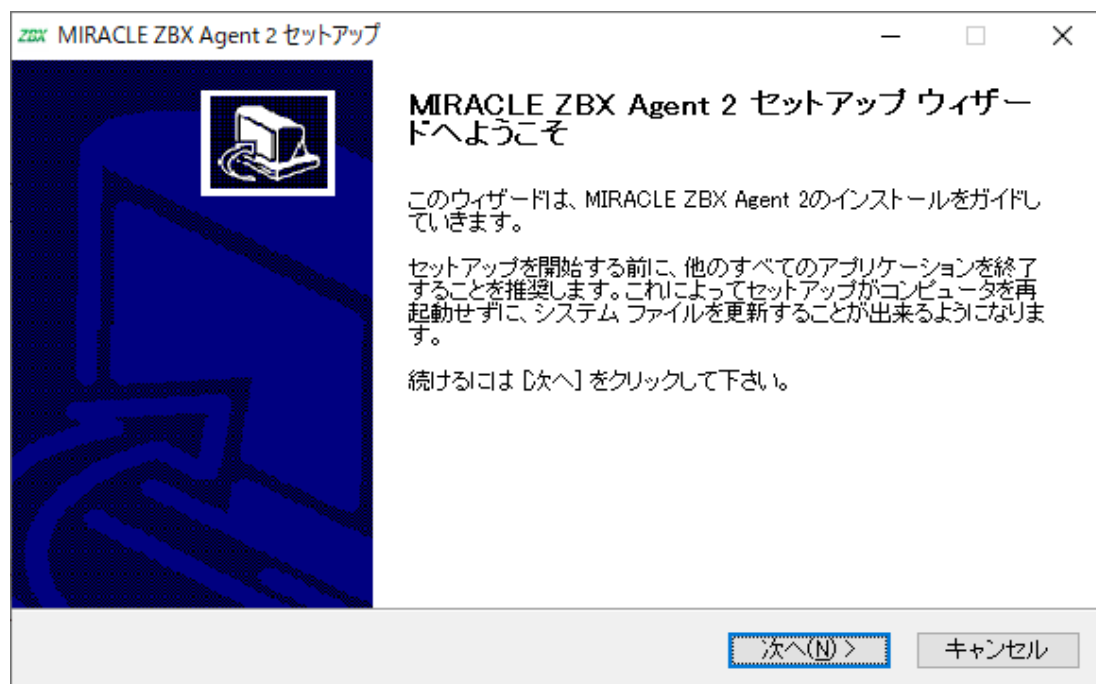 ZBX MIRACLE ZBX Agent 2 セットアップ
MIRACLE ZBX Agent 2 セットアップ ウィザー
ドへようこそ
このウィザードは、MIRACLE ZBX Agent 2のインストールをガイドし
ていきます。
セットアップを開始する前に、他のすべてのアプリケーションを終了
することを推奨します。これによってセットアップがコンピュータを再
起動せずに、システム ファイルを更新することが出来るようになりま
す。
続けるには [次へ] をクリックして下さい。
次へ(N) >
キャンセル